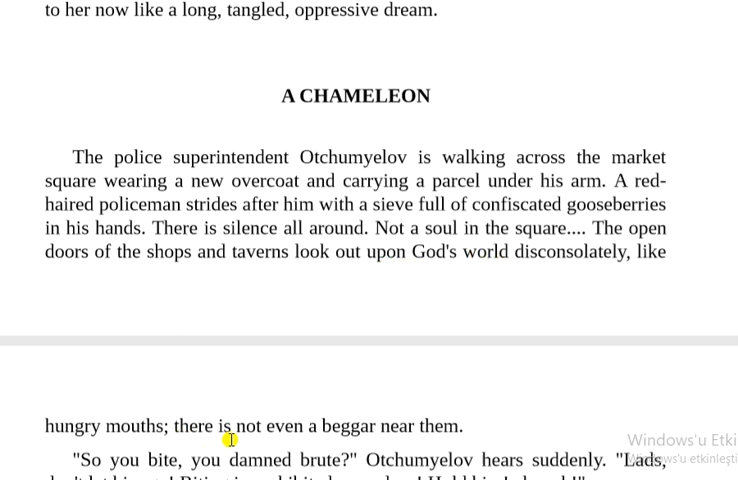 to her now like a long, tangled, oppressive dream.
A CHAMELEON
The police superintendent Otchumyelov is walking across the market
square wearing a new overcoat and carrying a parcel under his arm. A red-
haired policeman strides after him with a sieve full of confiscated gooseberries
in his hands. There is silence all around. Not a soul in the square.... The open
doors of the shops and taverns look out upon God's world disconsolately, like
hungry mouths; there is not even a beggar near them.
Windows'u Etki
"So you bite, you damned brute?" Otchumyelov hears suddenly. "Lads,
ws'u etkinleşti